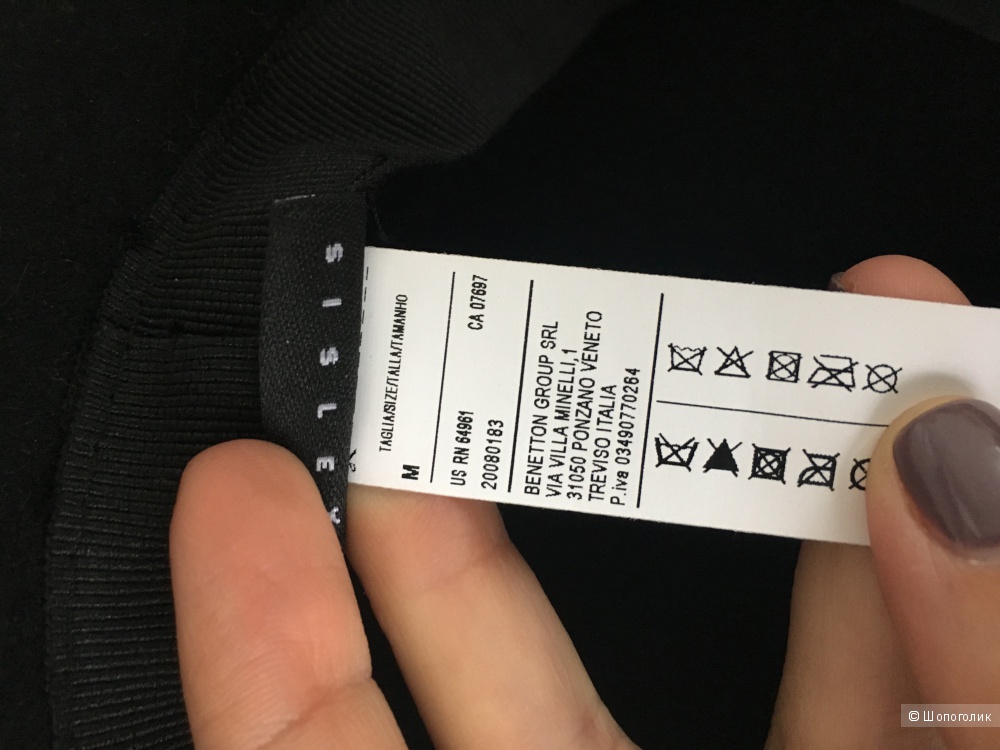 SISLEY
TAGLIA/SIZE/TALLA/TAMANHO
M
US RN 64961 CA 07697
20080183
BENETTON GROUP SRL
VIA VILLA MINELLI,1
31050 PONZANO VENETO
TREVISO ITALIA
P.iva 03490770264
© Шопоголик